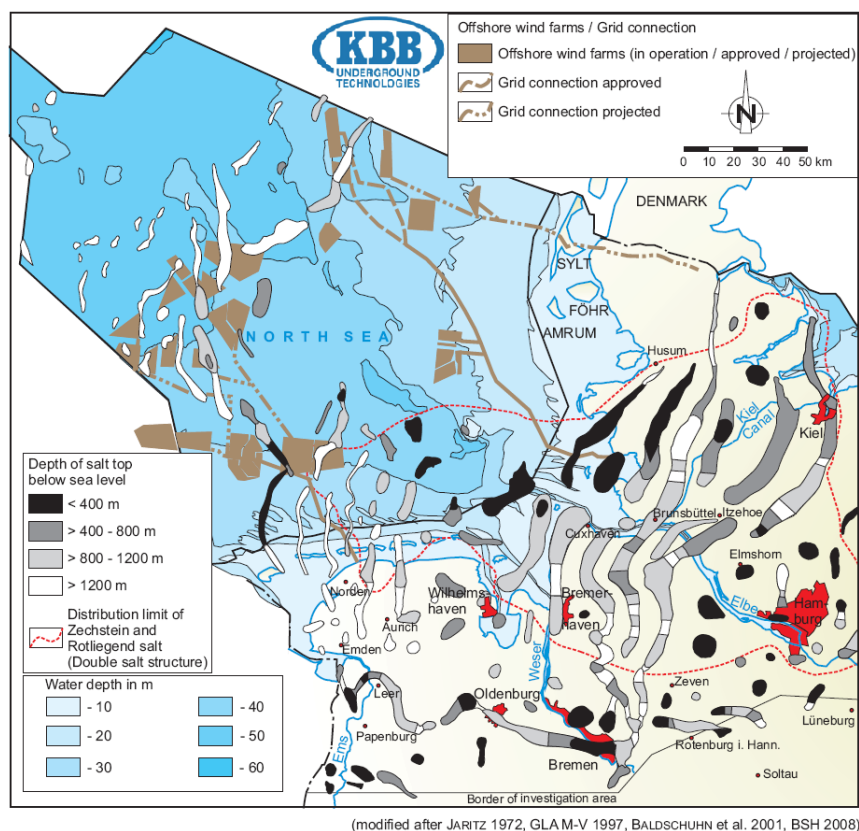 KBB
UNDERGROUND
TECHNOLOGIES
Offshore wind farms / Grid connection
Offshore wind farms (in operation / approved / projected)
Grid connection approved
Grid connection projected
N
0 10 20 30 40 50 km
DENMARK
SYLT
FÖHR
AMRUM
NORTH SEA
Husum
Kiel
Canal
Kiel
Depth of salt top
below sea level
< 400 m
> 400 - 800 m
> 800 - 1200 m
> 1200 m
Distribution limit of
Zechstein and
Rotliegend salt
(Double salt structure)
Brunsbüttel
Itzehoe
Cuxhaven
Elmshorn
Norden
Wilhelms-
haven
Bremer-
haven
Elbe
Ham-
burg
Aurich
Emden
Weser
Water depth in m
- 10
- 20
- 30
- 40
- 50
- 60
Leer
Ems
Papenburg
Oldenburg
Zeven
Lüneburg
Bremen
Rotenburg i. Hann.
Soltau
Border of investigation area
(modified after JARITZ 1972, GLA M-V 1997, BALDSCHUHN et al. 2001, BSH 2008)